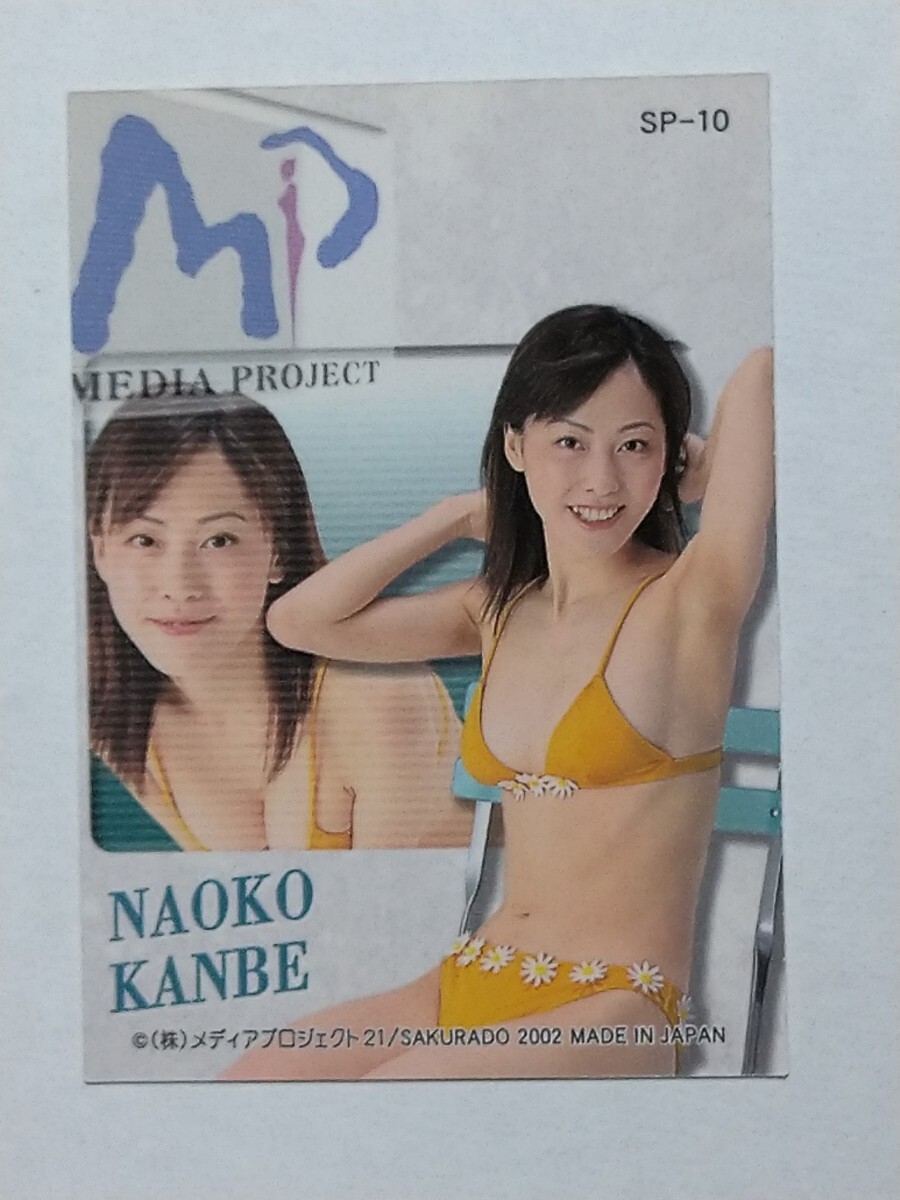 SP-10
MP
MEDIA PROJECT
NAOKO
KANBE
©(株)メディアプロジェクト21/SAKURADO 2002 MADE IN JAPAN